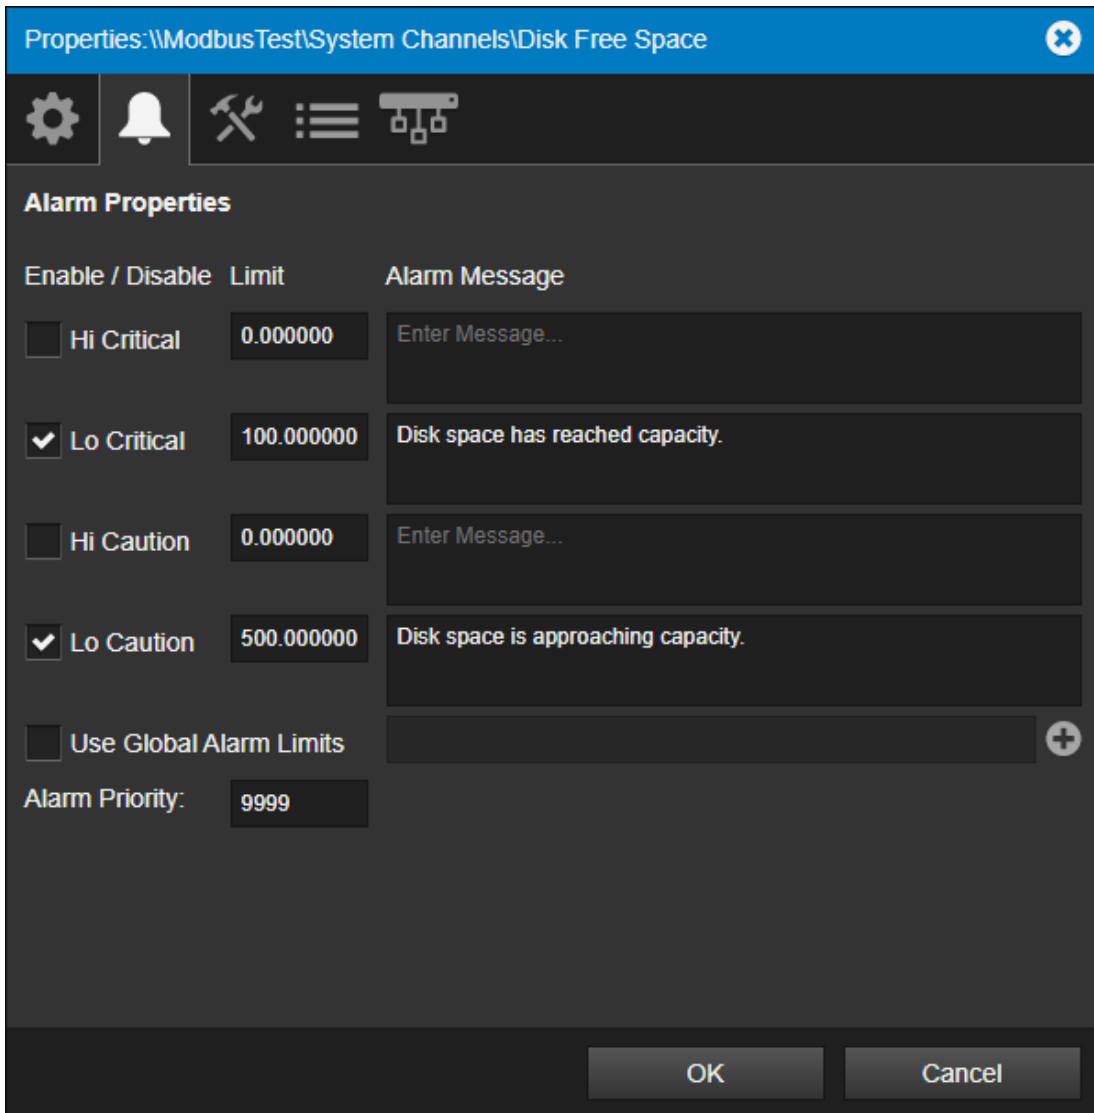 Properties:\\ModbusTest\System Channels\Disk Free Space
Alarm Properties
Enable / Disable Limit Alarm Message
Hi Critical 0.000000 Enter Message...
Lo Critical 100.000000 Disk space has reached capacity.
Hi Caution 0.000000 Enter Message...
Lo Caution 500.000000 Disk space is approaching capacity.
Use Global Alarm Limits
Alarm Priority: 9999
OK Cancel